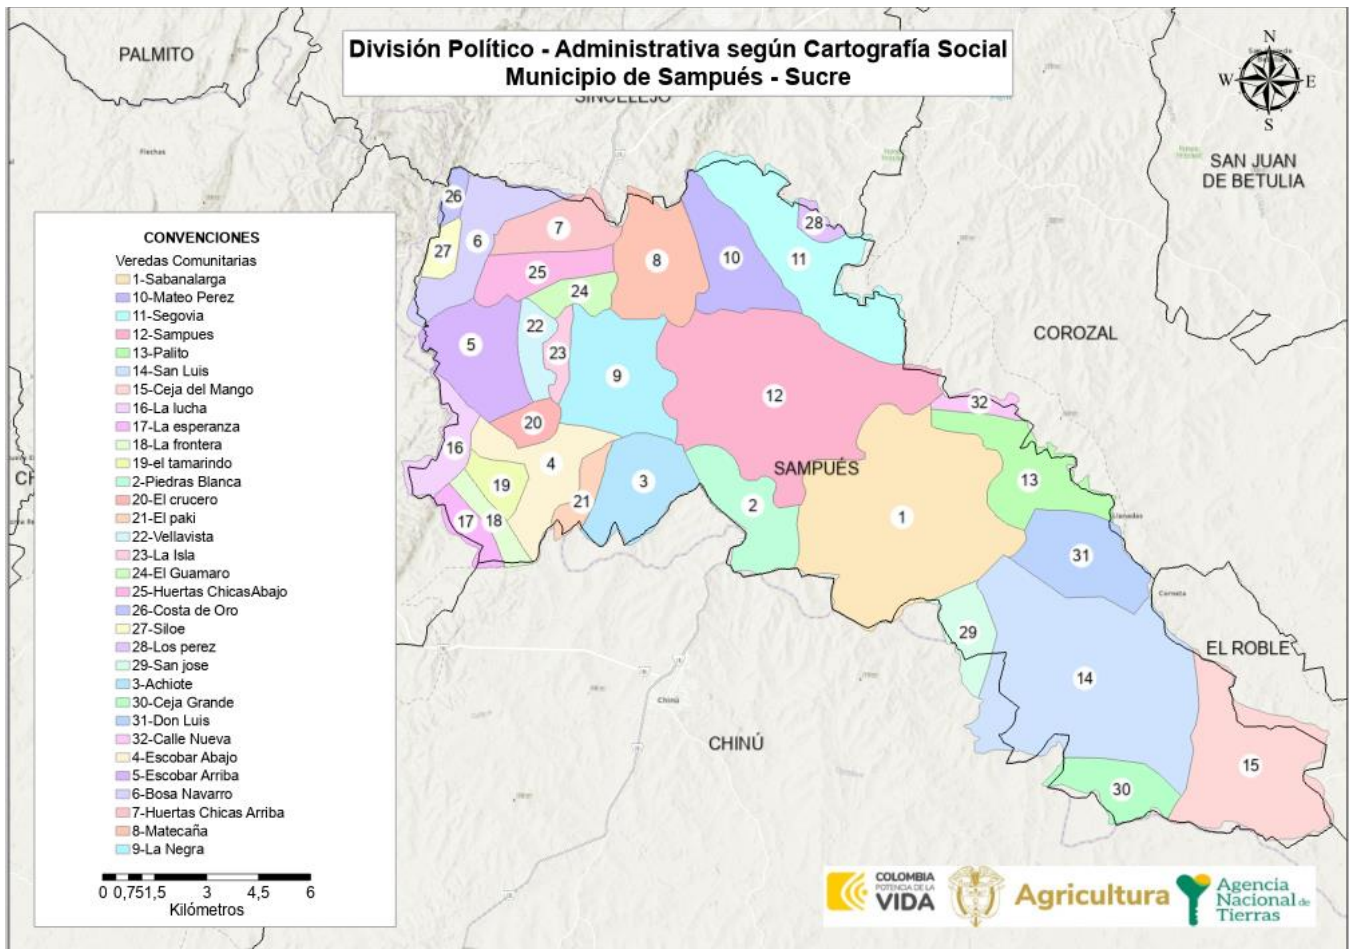 División Político - Administrativa según Cartografía Social
Municipio de Sampués - Sucre
N
W E
S
PALMITO
SINCELEJO
SAN JUAN
DE BETULIA
COROZAL
SAMPUÉS
EL ROBLE
CHINÚ
Chinú
Flechas
CONVENCIONES
Veredas Comunitarias
1-Sabanalarga
10-Mateo Perez
11-Segovia
12-Sampues
13-Palito
14-San Luis
15-Ceja del Mango
16-La lucha
17-La esperanza
18-La frontera
19-el tamarindo
2-Piedras Blanca
20-El crucero
21-El paki
22-Vellavista
23-La Isla
24-El Guamaro
25-Huertas ChicasAbajo
26-Costa de Oro
27-Siloe
28-Los perez
29-San jose
3-Achiote
30-Ceja Grande
31-Don Luis
32-Calle Nueva
4-Escobar Abajo
5-Escobar Arriba
6-Bosa Navarro
7-Huertas Chicas Arriba
8-Matecaña
9-La Negra
0 0,751,5 3 4,5 6
Kilómetros
26
7
28
6
27
8
10
11
25
24
22
5
23
9
12
32
20
16
4
19
3
13
21
2
17
18
1
31
29
14
15
30
COLOMBIA
POTENCIA DE LA
VIDA
Agricultura
Agencia
Nacional de
Tierras